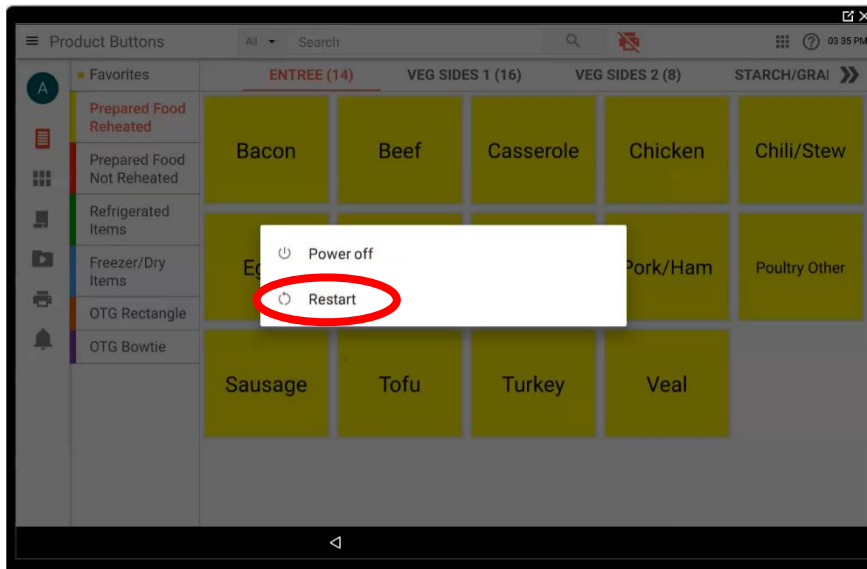 Product Buttons
All
Search
03 35 PM
A
Favorites
Prepared Food
Reheated
Prepared Food
Not Reheated
Refrigerated
Items
Freezer/Dry
Items
OTG Rectangle
OTG Bowtie
ENTREE (14)
VEG SIDES 1 (16)
VEG SIDES 2 (8)
STARCH/GRAI
Bacon
Beef
Casserole
Chicken
Chili/Stew
Pork/Ham
Poultry Other
Sausage
Tofu
Turkey
Veal
Power off
Restart